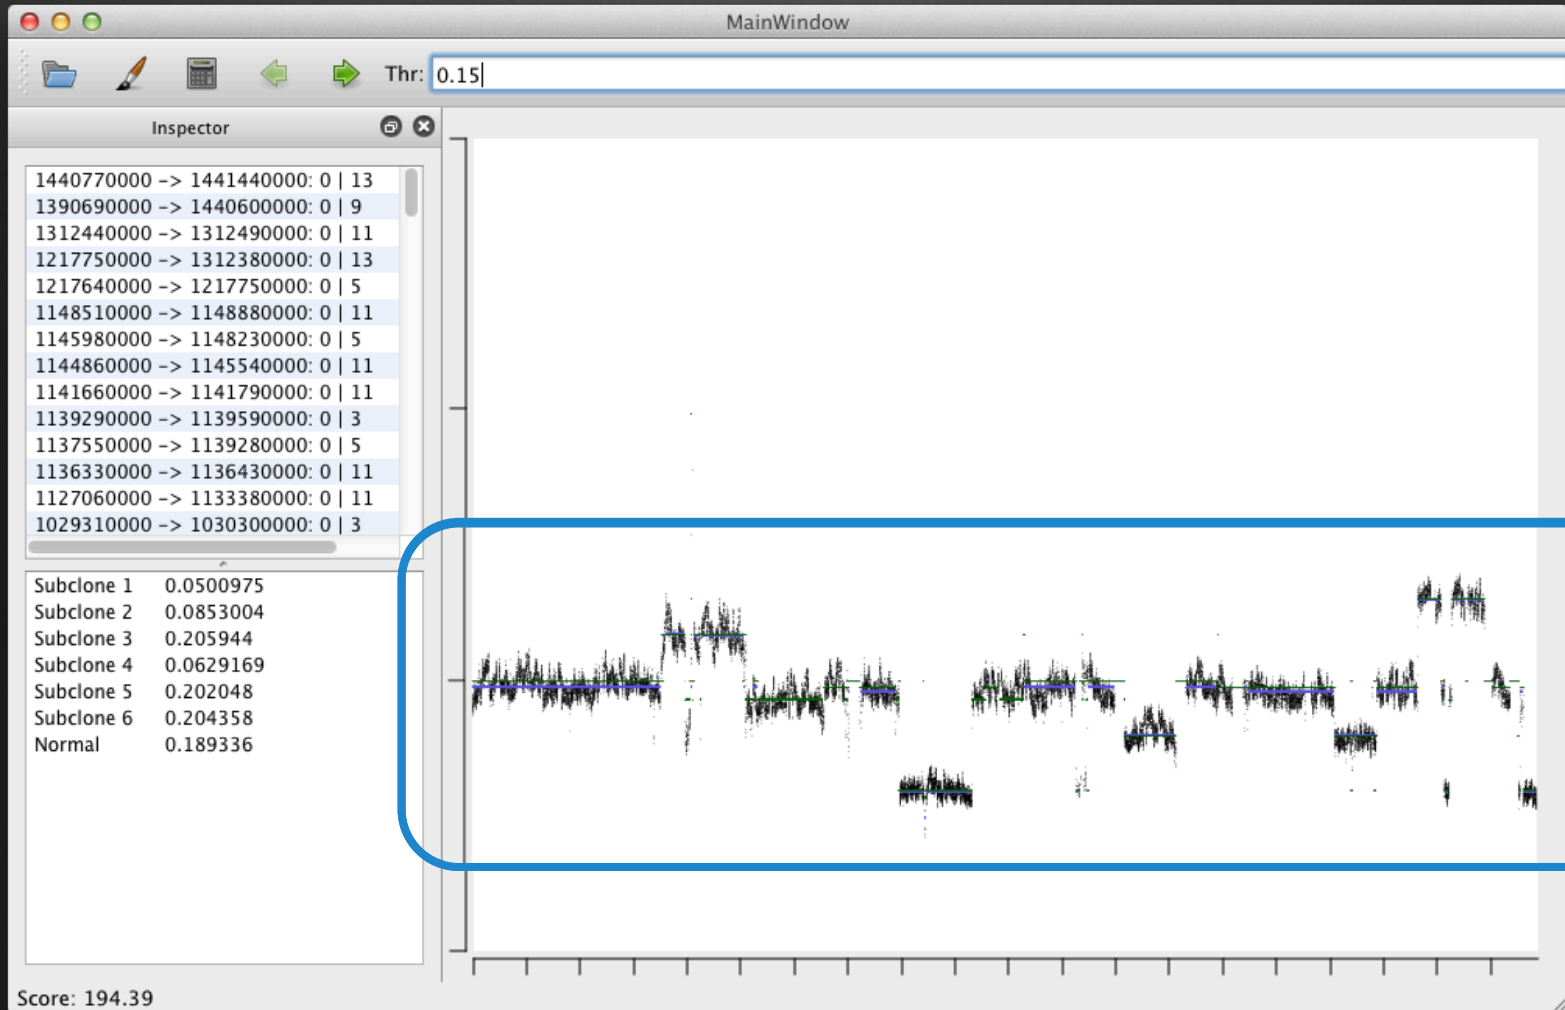 MainWindow
Thr: 0.15
Inspector
1440770000 -> 1441440000: 0 | 13
1390690000 -> 1440600000: 0 | 9
1312440000 -> 1312490000: 0 | 11
1217750000 -> 1312380000: 0 | 13
1217640000 -> 1217750000: 0 | 5
1148510000 -> 1148880000: 0 | 11
1145980000 -> 1148230000: 0 | 5
1144860000 -> 1145540000: 0 | 11
1141660000 -> 1141790000: 0 | 11
1139290000 -> 1139590000: 0 | 3
1137550000 -> 1139280000: 0 | 5
1136330000 -> 1136430000: 0 | 11
1127060000 -> 1133380000: 0 | 11
1029310000 -> 1030300000: 0 | 3
Subclone 1 0.0500975
Subclone 2 0.0853004
Subclone 3 0.205944
Subclone 4 0.0629169
Subclone 5 0.202048
Subclone 6 0.204358
Normal 0.189336
Score: 194.39